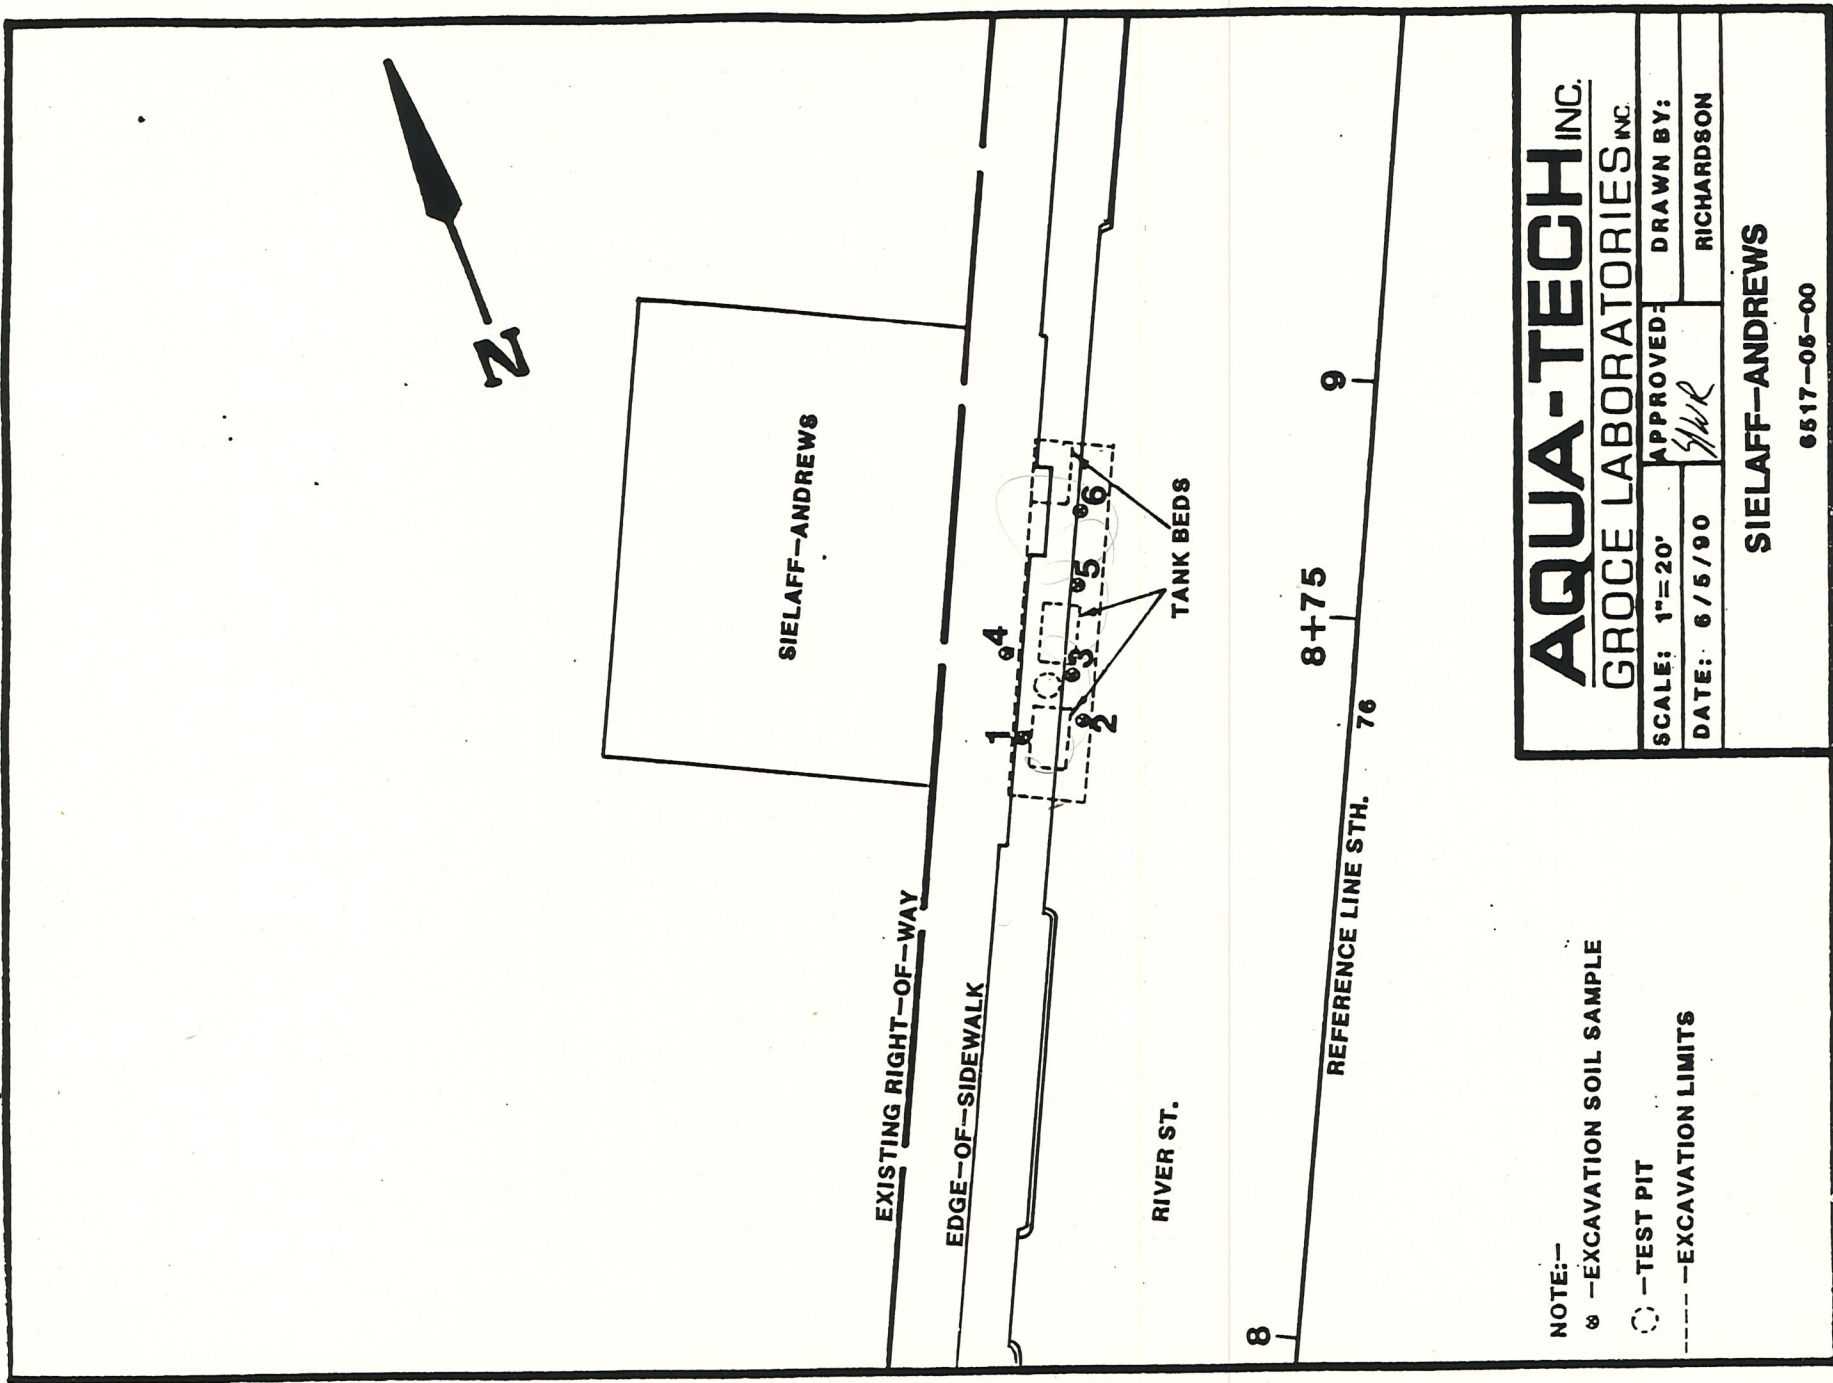 N
SIELAFF-ANDREWS
EXISTING RIGHT-OF-WAY
EDGE-OF-SIDEWALK
1
4
2
3
5
6
TANK BEDS
RIVER ST.
8
8+75
9
REFERENCE LINE STH. 76
NOTE:-
-EXCAVATION SOIL SAMPLE
-TEST PIT
---- -EXCAVATION LIMITS
AQUA-TECH INC.
GROCE LABORATORIES INC.
SCALE: 1"=20'
APPROVED:
DRAWN BY:
DATE: 6/5/90
RICHARDSON
SIELAFF-ANDREWS
6517-05-00